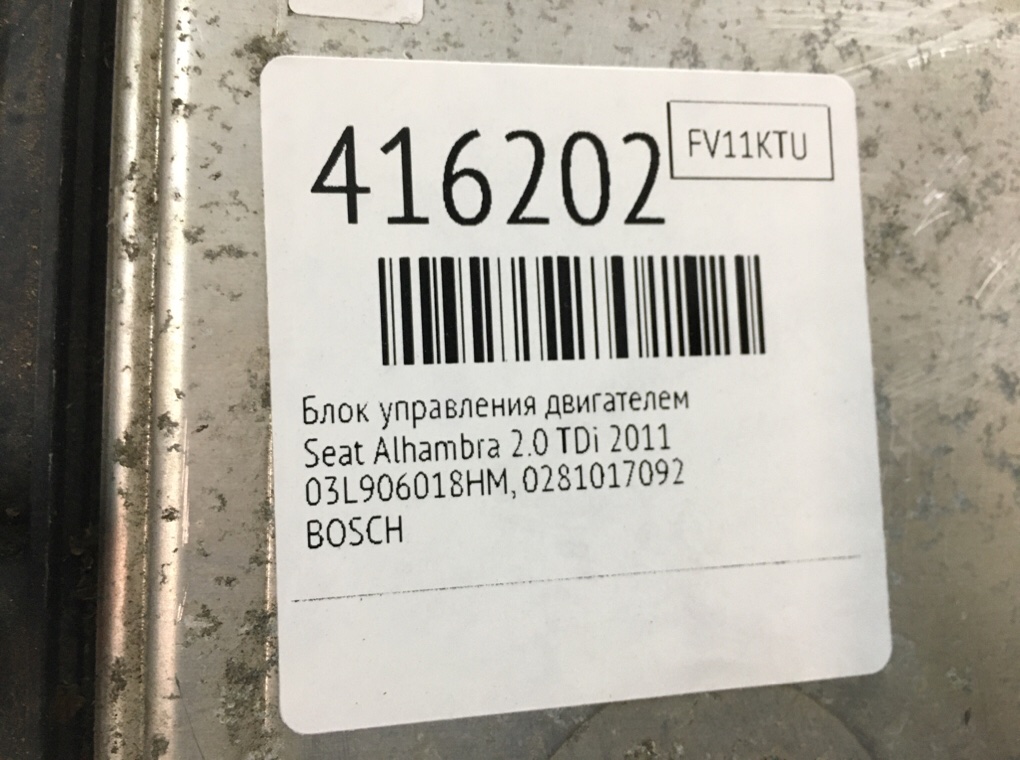 416202
FV11KTU
Блок управления двигателем
Seat Alhambra 2.0 TDi 2011
03L906018HM, 0281017092
BOSCH